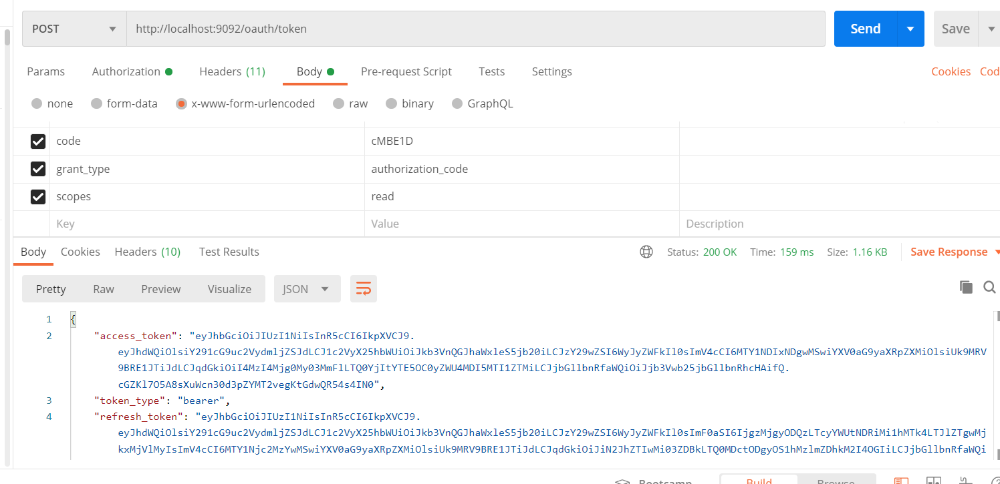 POST http://localhost:9092/oauth/token Send Save
Params Authorization Headers (11) Body Pre-request Script Tests Settings Cookies Cod
none form-data x-www-form-urlencoded raw binary GraphQL
code cMBE1D
grant_type authorization_code
scopes read
Key Value Description
Body Cookies Headers (10) Test Results Status: 200 OK Time: 159 ms Size: 1.16 KB Save Response
Pretty Raw Preview Visualize JSON
1 {
2 "access_token": "eyJhbGciOiJIUzI1NiIsInR5cCI6IkpXVCJ9.
eyJhdWQiOlsiY291cG9uc2VydmljZSJdLCJ1c2VyX25hbWUiOiJkb3VnQGJhaWxleS5jb20iLCJzY29wZSI6WyJyZWFkIl0sImV4cCI6MTY1NDIxNDgwMSwiYXV0aG9yaXRpZXMiOlsiUk9MRV
9BRE1JTiJdLCJqdGkiOiI4MzI4Mjg0My03MmFlLTQ0YjItYTE5OC0yZWU4MDI5MTI1ZTMiLCJjbGllbnRfaWQiOiJjb3Vwb25jbGllbnRhcHAifQ.
cGZKl7O5A8sXuWcn30d3pZYMT2vegKtGdwQR54s4IN0",
3 "token_type": "bearer",
4 "refresh_token": "eyJhbGciOiJIUzI1NiIsInR5cCI6IkpXVCJ9.
eyJhdWQiOlsiY291cG9uc2VydmljZSJdLCJ1c2VyX25hbWUiOiJkb3VnQGJhaWxleS5jb20iLCJzY29wZSI6WyJyZWFkIl0sImF0aSI6IjgzMjgyODQzLTcyYWUtNDRiMi1hMTk4LTJlZTgwMj
kxMjVlMyIsImV4cCI6MTY1Njc2MzYwMSwiYXV0aG9yaXRpZXMiOlsiUk9MRV9BRE1JTiJdLCJqdGkiOiJiN2JhZTIwMi03ZDBkLTQ0MDctODgyOS1hMzlmZDhkM2I4OGIiLCJjbGllbnRfaWQi
Bootcamp Build Browse